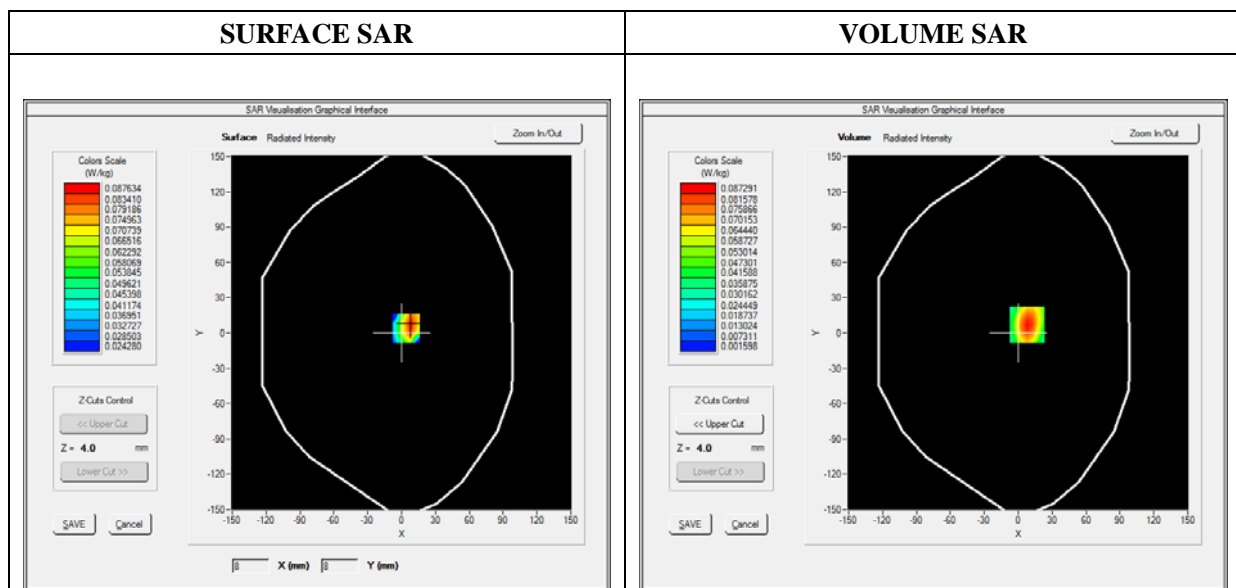 SURFACE SAR
VOLUME SAR
SAR Visualisation Graphical Interface
Surface Radiated Intensity
Zoom In/Out
Colors Scale
(W/kg)
0.087634
0.083410
0.079186
0.074963
0.070739
0.066516
0.062292
0.058069
0.053845
0.049621
0.045398
0.041174
0.036951
0.032727
0.028503
0.024280
Z-Cuts Control
<< Upper Cut
Z = 4.0 mm
Lower Cut >>
SAVE
Cancel
150
120
90
60
30
0
-30
-60
-90
-120
-150
Y
-150 -120 -90 -60 -30 0 30 60 90 120 150
X
8 X (mm) 8 Y (mm)
SAR Visualisation Graphical Interface
Volume Radiated Intensity
Zoom In/Out
Colors Scale
(W/kg)
0.087291
0.081578
0.075866
0.070153
0.064440
0.058727
0.053014
0.047301
0.041588
0.035875
0.030162
0.024449
0.018737
0.013024
0.007311
0.001598
Z-Cuts Control
<< Upper Cut
Z = 4.0 mm
Lower Cut >>
SAVE
Cancel
150
120
90
60
30
0
-30
-60
-90
-120
-150
Y
-150 -120 -90 -60 -30 0 30 60 90 120 150
X